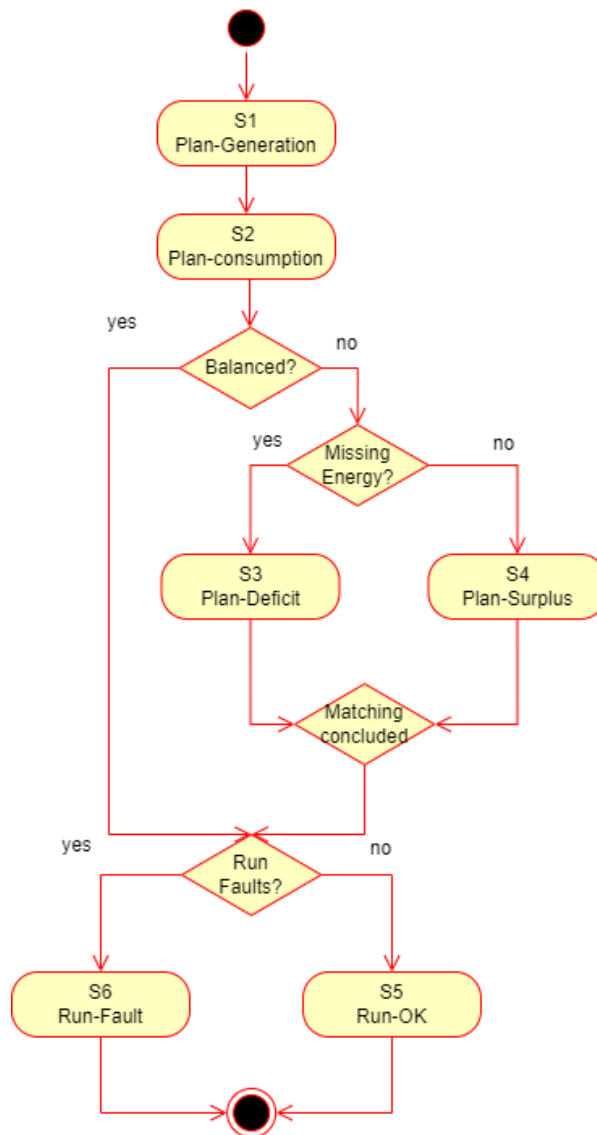 S1
Plan-Generation
S2
Plan-consumption
yes
Balanced?
no
yes
Missing
Energy?
no
S3
Plan-Deficit
S4
Plan-Surplus
Matching
concluded
yes
Run
Faults?
no
S6
Run-Fault
S5
Run-OK